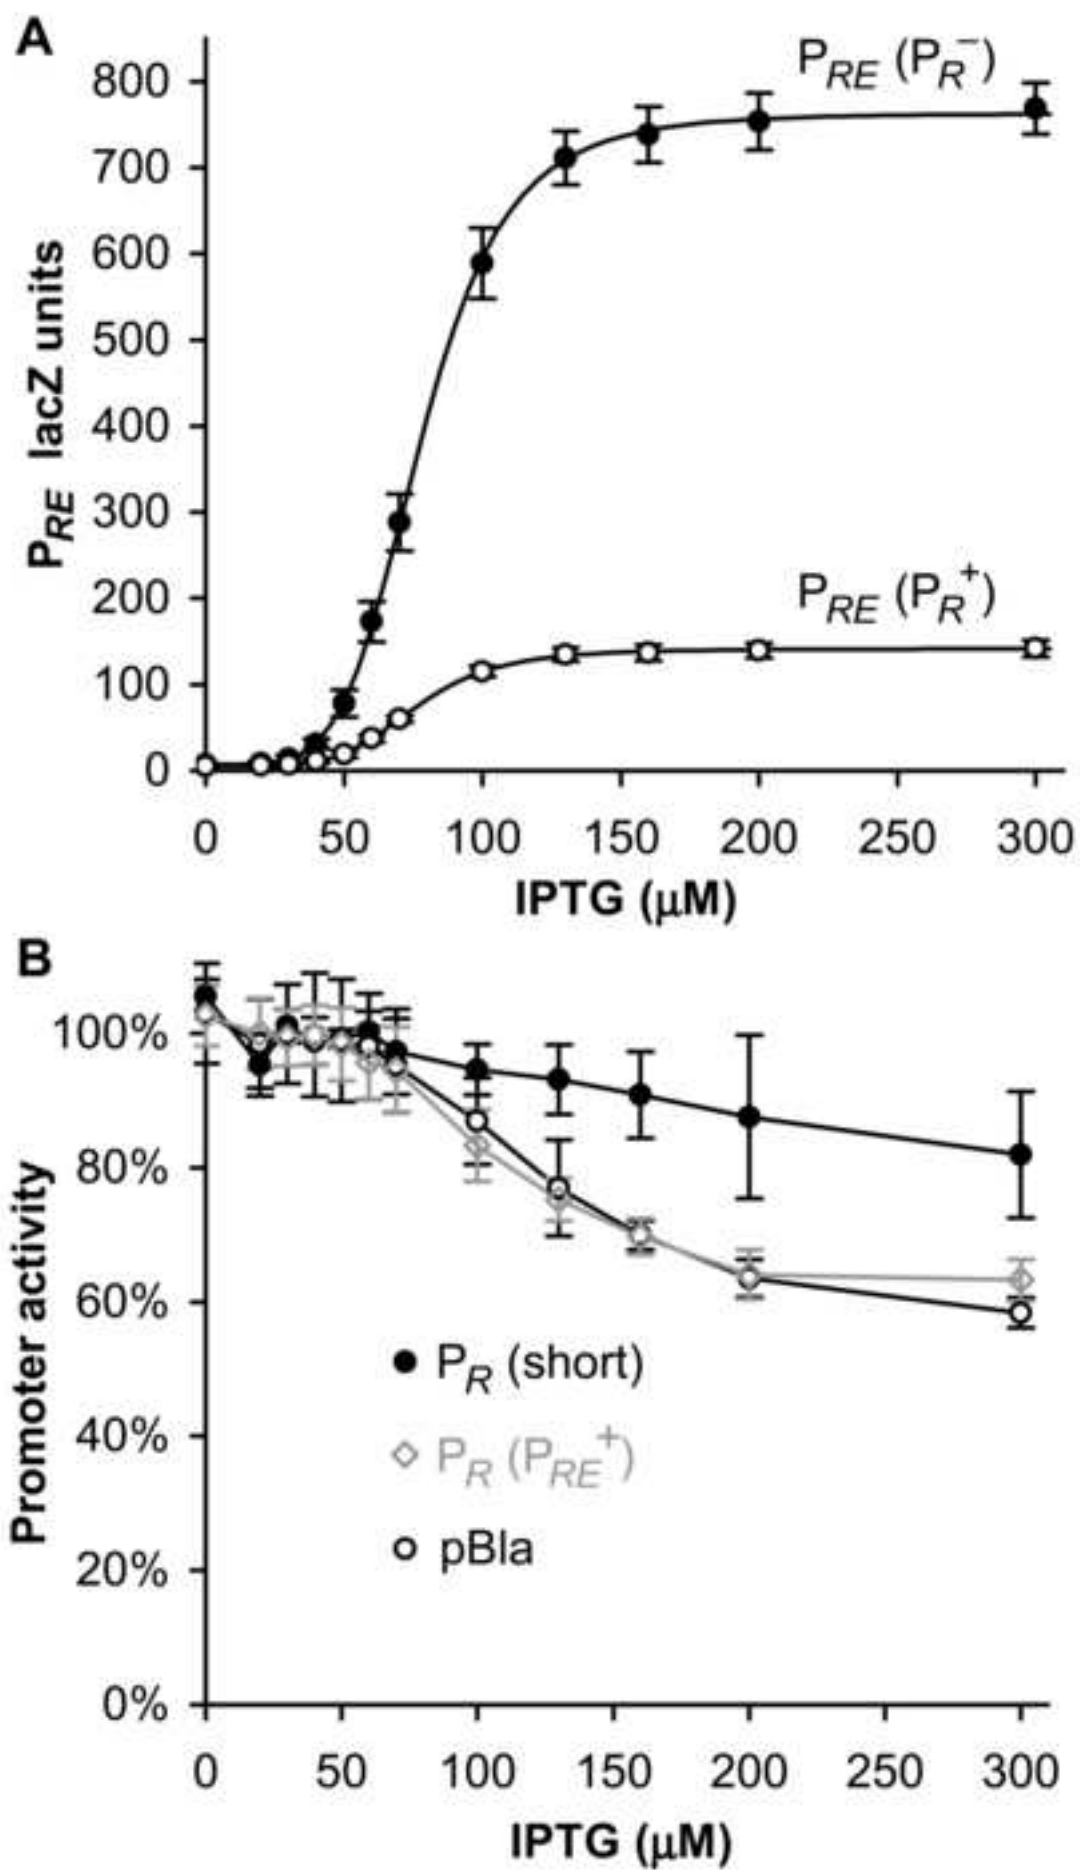 A
P_RE (P_R^−)
800
700
600
500
400
300
200
100
0
P_RE lacZ units
P_RE (P_R^+)
0 50 100 150 200 250 300
IPTG (μM)
B
100%
80%
60%
40%
20%
0%
Promoter activity
P_R (short)
P_R (P_RE^+)
pBla
0 50 100 150 200 250 300
IPTG (μM)